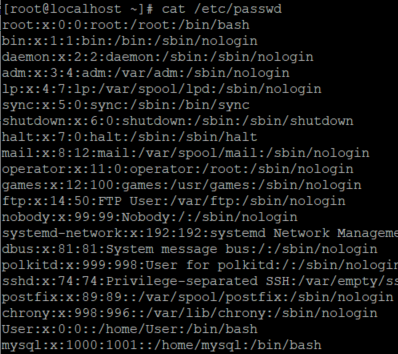 [root@localhost ~]# cat /etc/passwd
root:x:0:0:root:/root:/bin/bash
bin:x:1:1:bin:/bin:/sbin/nologin
daemon:x:2:2:daemon:/sbin:/sbin/nologin
adm:x:3:4:adm:/var/adm:/sbin/nologin
lp:x:4:7:lp:/var/spool/lpd:/sbin/nologin
sync:x:5:0:sync:/sbin:/bin/sync
shutdown:x:6:0:shutdown:/sbin:/sbin/shutdown
halt:x:7:0:halt:/sbin:/sbin/halt
mail:x:8:12:mail:/var/spool/mail:/sbin/nologin
operator:x:11:0:operator:/root:/sbin/nologin
games:x:12:100:games:/usr/games:/sbin/nologin
ftp:x:14:50:FTP User:/var/ftp:/sbin/nologin
nobody:x:99:99:Nobody:/:/sbin/nologin
systemd-network:x:192:192:systemd Network Manageme
dbus:x:81:81:System message bus:/:/sbin/nologin
polkitd:x:999:998:User for polkitd:/:/sbin/nologin
sshd:x:74:74:Privilege-separated SSH:/var/empty/ss
postfix:x:89:89::/var/spool/postfix:/sbin/nologin
chrony:x:998:996::/var/lib/chrony:/sbin/nologin
User:x:0:0::/home/User:/bin/bash
mysql:x:1000:1001::/home/mysql:/bin/bash